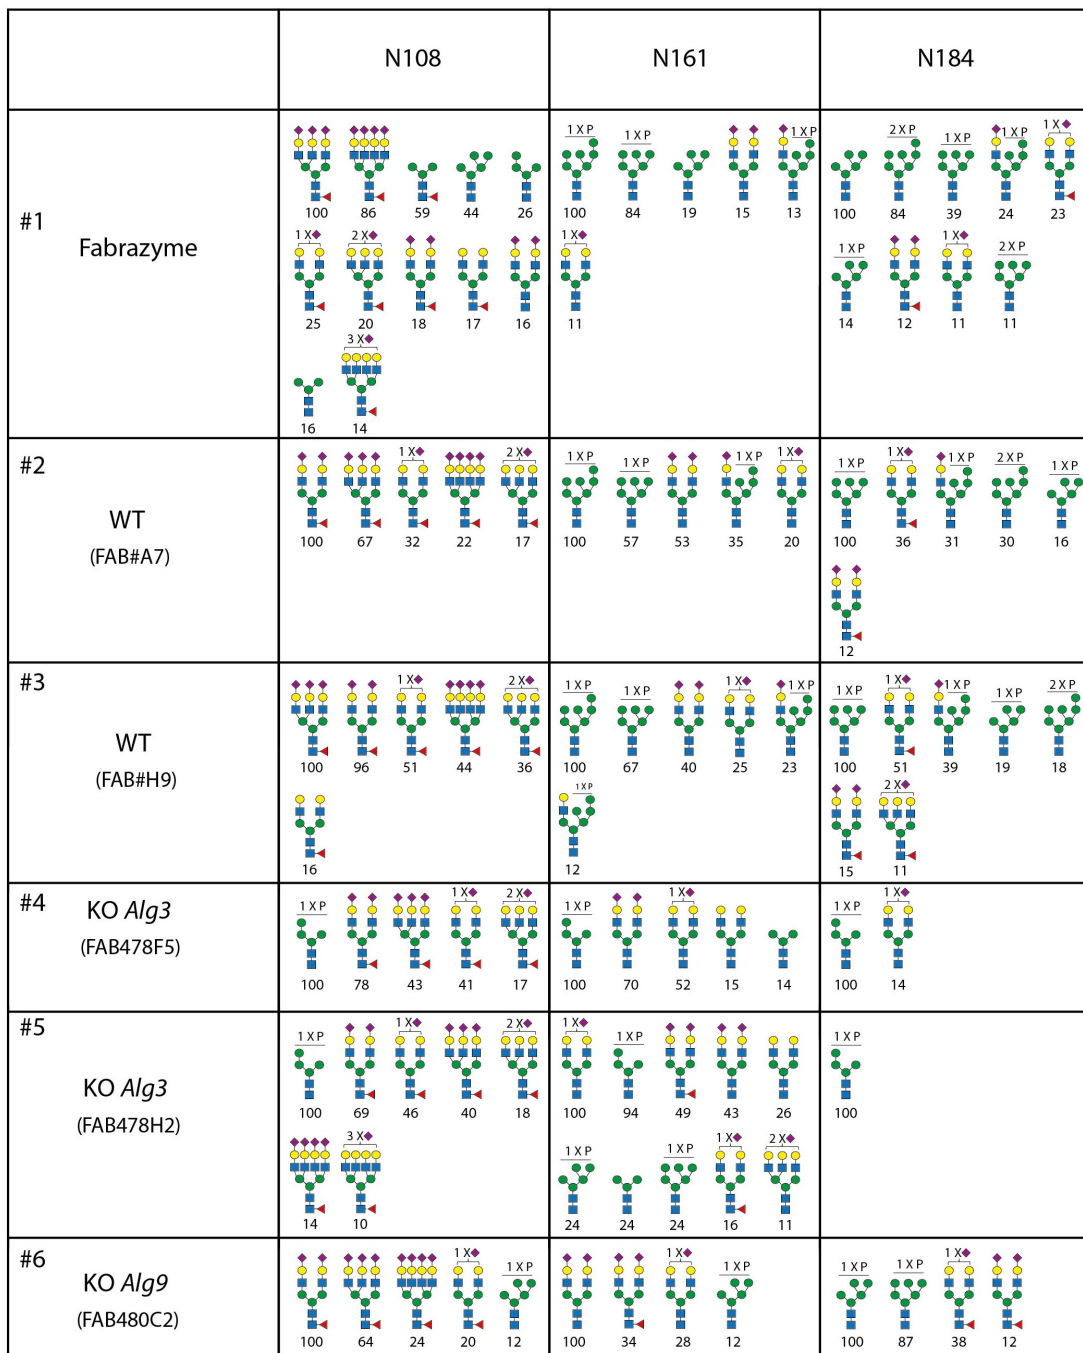 N108 N161 N184
#1 Fabrazyme
1 X P 1 X P 1 X P 2 X P 1 X P 1 X P 1 X
100 86 59 44 26 100 84 19 15 13 100 84 39 24 23
1 X 2 X 1 X 1 X P 1 X 2 X P
25 20 18 17 16 11 14 12 11 11
3 X
16 14
#2 WT (FAB#A7)
1 X 2 X 1 X P 1 X P 1 X P 1 X 1 X P 1 X 1 X P 2 X P 1 X P
100 67 32 22 17 100 57 53 35 20 100 36 31 30 16
12
#3 WT (FAB#H9)
1 X 2 X 1 X P 1 X P 1 X 1 X P 1 X P 1 X 1 X P 1 X P 2 X P
100 96 51 44 36 100 67 40 25 23 100 51 39 19 18
1 X P 2 X
16 12 15 11
#4 KO Alg3 (FAB478F5)
1 X P 1 X 2 X 1 X P 1 X 1 X P 1 X
100 78 43 41 17 100 70 52 15 14 100 14
#5 KO Alg3 (FAB478H2)
1 X P 1 X 2 X 1 X 1 X P 1 X P
100 69 46 40 18 100 94 49 43 26 100
3 X 1 X P 1 X P 1 X 2 X
14 10 24 24 24 16 11
#6 KO Alg9 (FAB480C2)
1 X 1 X P 1 X 1 X P 1 X P 1 X P 1 X
100 64 24 20 12 100 34 28 12 100 87 38 12